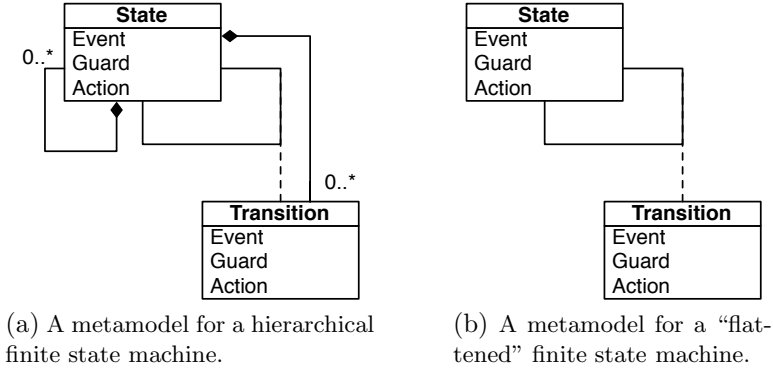 State
Event
Guard
Action
0..*
0..*
Transition
Event
Guard
Action
(a) A metamodel for a hierarchical
finite state machine.
State
Event
Guard
Action
Transition
Event
Guard
Action
(b) A metamodel for a “flat-
tened” finite state machine.